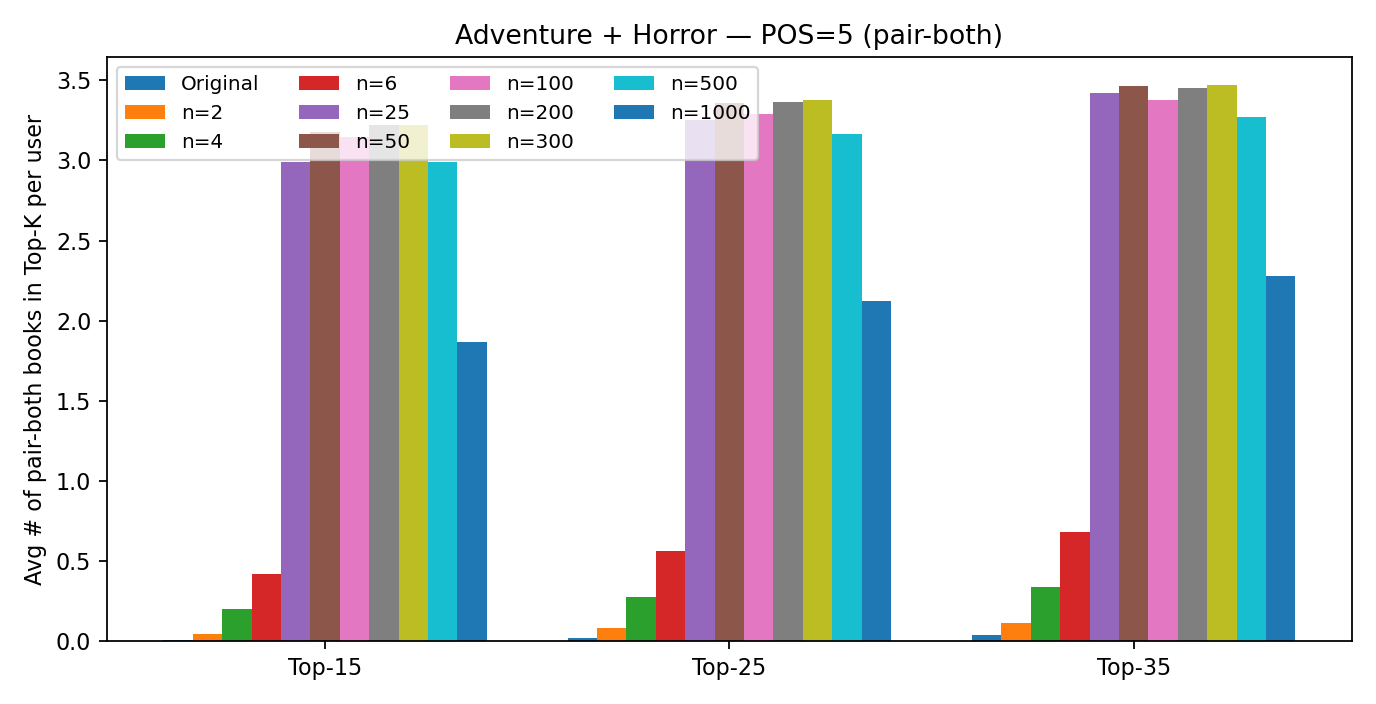 Adventure + Horror — POS=5 (pair-both)
Avg # of pair-both books in Top-K per user
3.5
3.0
2.5
2.0
1.5
1.0
0.5
0.0
Original
n=2
n=4
n=6
n=25
n=50
n=100
n=200
n=300
n=500
n=1000
Top-15
Top-25
Top-35